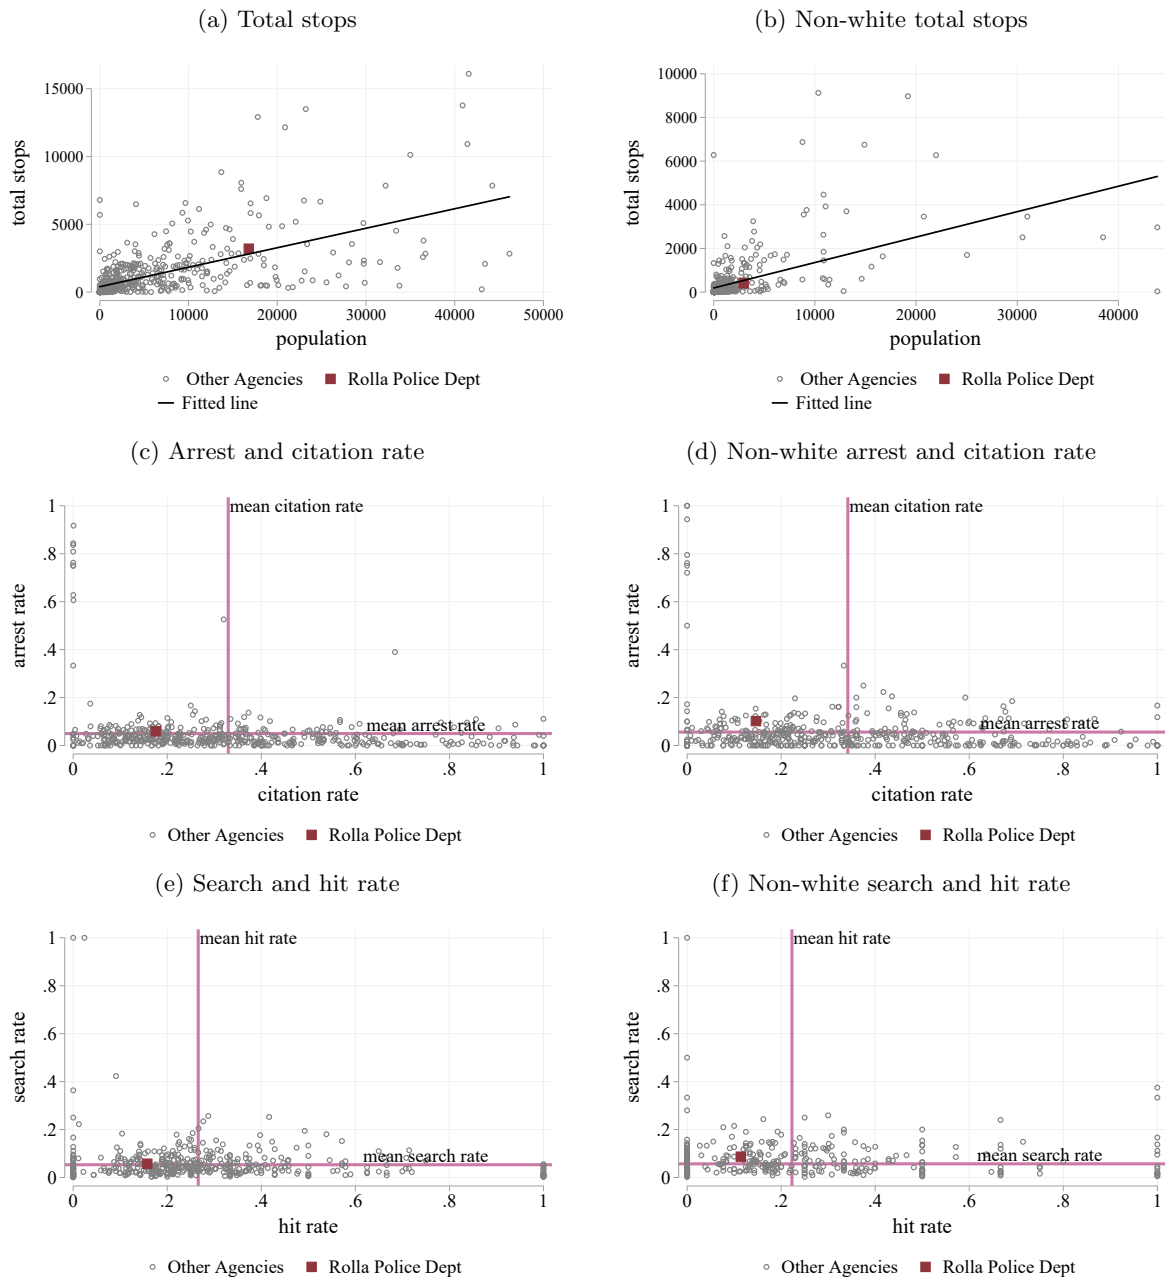 (a) Total stops
(b) Non-white total stops
15000
10000
5000
0
total stops
0 10000 20000 30000 40000 50000
population
Other Agencies Rolla Police Dept
Fitted line
10000
8000
6000
4000
2000
0
total stops
0 10000 20000 30000 40000
population
Other Agencies Rolla Police Dept
Fitted line
(c) Arrest and citation rate
(d) Non-white arrest and citation rate
mean citation rate
1
.8
.6
.4
.2
0
arrest rate
mean arrest rate
0 .2 .4 .6 .8 1
citation rate
Other Agencies Rolla Police Dept
mean citation rate
1
.8
.6
.4
.2
0
arrest rate
mean arrest rate
0 .2 .4 .6 .8 1
citation rate
Other Agencies Rolla Police Dept
(e) Search and hit rate
(f) Non-white search and hit rate
mean hit rate
1
.8
.6
.4
.2
0
search rate
mean search rate
0 .2 .4 .6 .8 1
hit rate
Other Agencies Rolla Police Dept
mean hit rate
1
.8
.6
.4
.2
0
search rate
mean search rate
0 .2 .4 .6 .8 1
hit rate
Other Agencies Rolla Police Dept